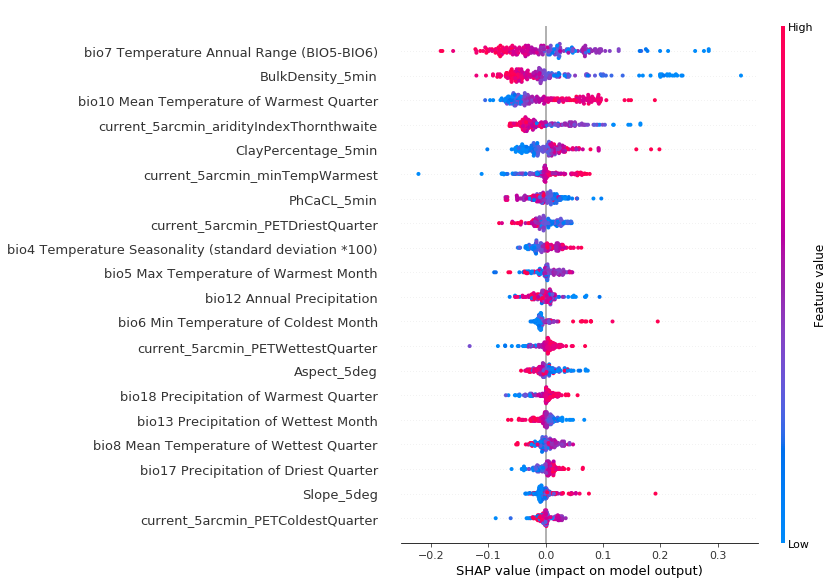 bio7 Temperature Annual Range (BIO5-BIO6)
BulkDensity_5min
bio10 Mean Temperature of Warmest Quarter
current_5arcmin_aridityIndexThornthwaite
ClayPercentage_5min
current_5arcmin_minTempWarmest
PhCaCL_5min
current_5arcmin_PETDriestQuarter
bio4 Temperature Seasonality (standard deviation *100)
bio5 Max Temperature of Warmest Month
bio12 Annual Precipitation
bio6 Min Temperature of Coldest Month
current_5arcmin_PETWettestQuarter
Aspect_5deg
bio18 Precipitation of Warmest Quarter
bio13 Precipitation of Wettest Month
bio8 Mean Temperature of Wettest Quarter
bio17 Precipitation of Driest Quarter
Slope_5deg
current_5arcmin_PETColdestQuarter
−0.2 −0.1 0.0 0.1 0.2 0.3
SHAP value (impact on model output)
High
Feature value
Low